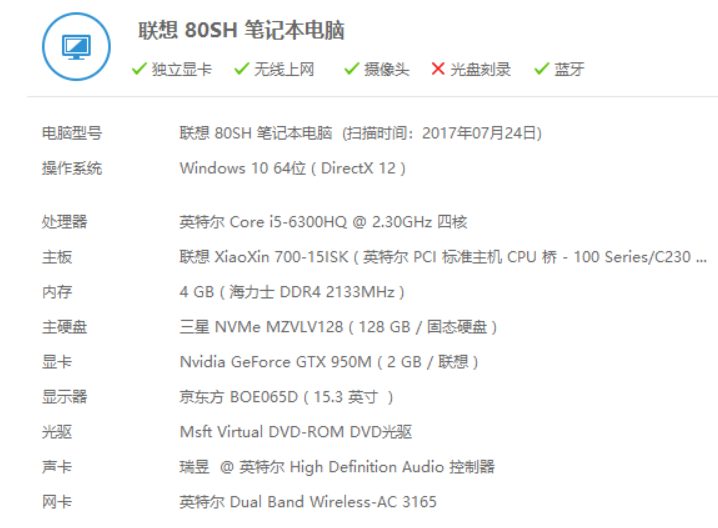 联想 80SH 笔记本电脑
独立显卡 无线上网 摄像头 光盘刻录 蓝牙
电脑型号 联想 80SH 笔记本电脑 (扫描时间：2017年07月24日)
操作系统 Windows 10 64位 ( DirectX 12 )
处理器 英特尔 Core i5-6300HQ @ 2.30GHz 四核
主板 联想 XiaoXin 700-15ISK ( 英特尔 PCI 标准主机 CPU 桥 - 100 Series/C230 ...
内存 4 GB ( 海力士 DDR4 2133MHz )
主硬盘 三星 NVMe MZVLV128 ( 128 GB / 固态硬盘 )
显卡 Nvidia GeForce GTX 950M ( 2 GB / 联想 )
显示器 京东方 BOE065D ( 15.3 英寸 )
光驱 Msft Virtual DVD-ROM DVD光驱
声卡 瑞昱 @ 英特尔 High Definition Audio 控制器
网卡 英特尔 Dual Band Wireless-AC 3165